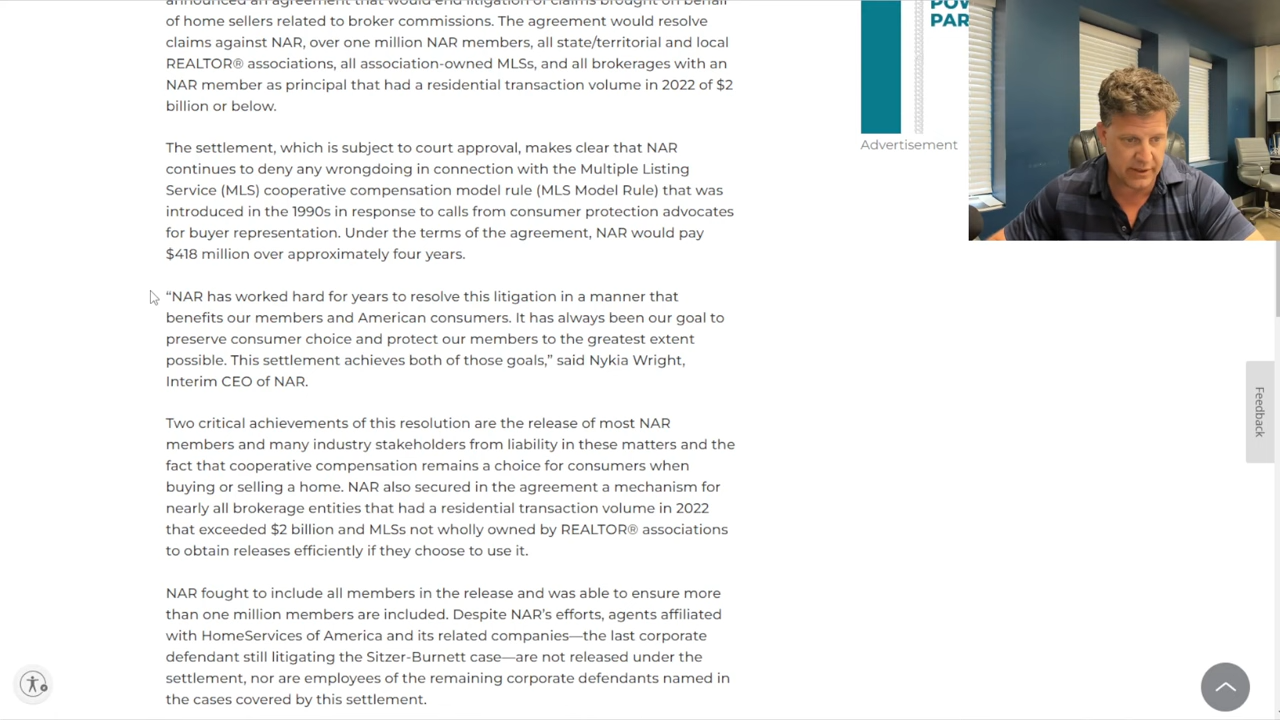 announced an agreement that would end litigation of claims brought on behalf
of home sellers related to broker commissions. The agreement would resolve
claims against NAR, over one million NAR members, all state/territorial and local
REALTOR® associations, all association-owned MLSs, and all brokerages with an
NAR member as principal that had a residential transaction volume in 2022 of $2
billion or below.
The settlement, which is subject to court approval, makes clear that NAR
continues to deny any wrongdoing in connection with the Multiple Listing
Service (MLS) cooperative compensation model rule (MLS Model Rule) that was
introduced in the 1990s in response to calls from consumer protection advocates
for buyer representation. Under the terms of the agreement, NAR would pay
$418 million over approximately four years.
“NAR has worked hard for years to resolve this litigation in a manner that
benefits our members and American consumers. It has always been our goal to
preserve consumer choice and protect our members to the greatest extent
possible. This settlement achieves both of those goals,” said Nykia Wright,
Interim CEO of NAR.
Two critical achievements of this resolution are the release of most NAR
members and many industry stakeholders from liability in these matters and the
fact that cooperative compensation remains a choice for consumers when
buying or selling a home. NAR also secured in the agreement a mechanism for
nearly all brokerage entities that had a residential transaction volume in 2022
that exceeded $2 billion and MLSs not wholly owned by REALTOR® associations
to obtain releases efficiently if they choose to use it.
NAR fought to include all members in the release and was able to ensure more
than one million members are included. Despite NAR’s efforts, agents affiliated
with HomeServices of America and its related companies—the last corporate
defendant still litigating the Sitzer-Burnett case—are not released under the
settlement, nor are employees of the remaining corporate defendants named in
the cases covered by this settlement.
POW
PAR
Advertisement
Feedback